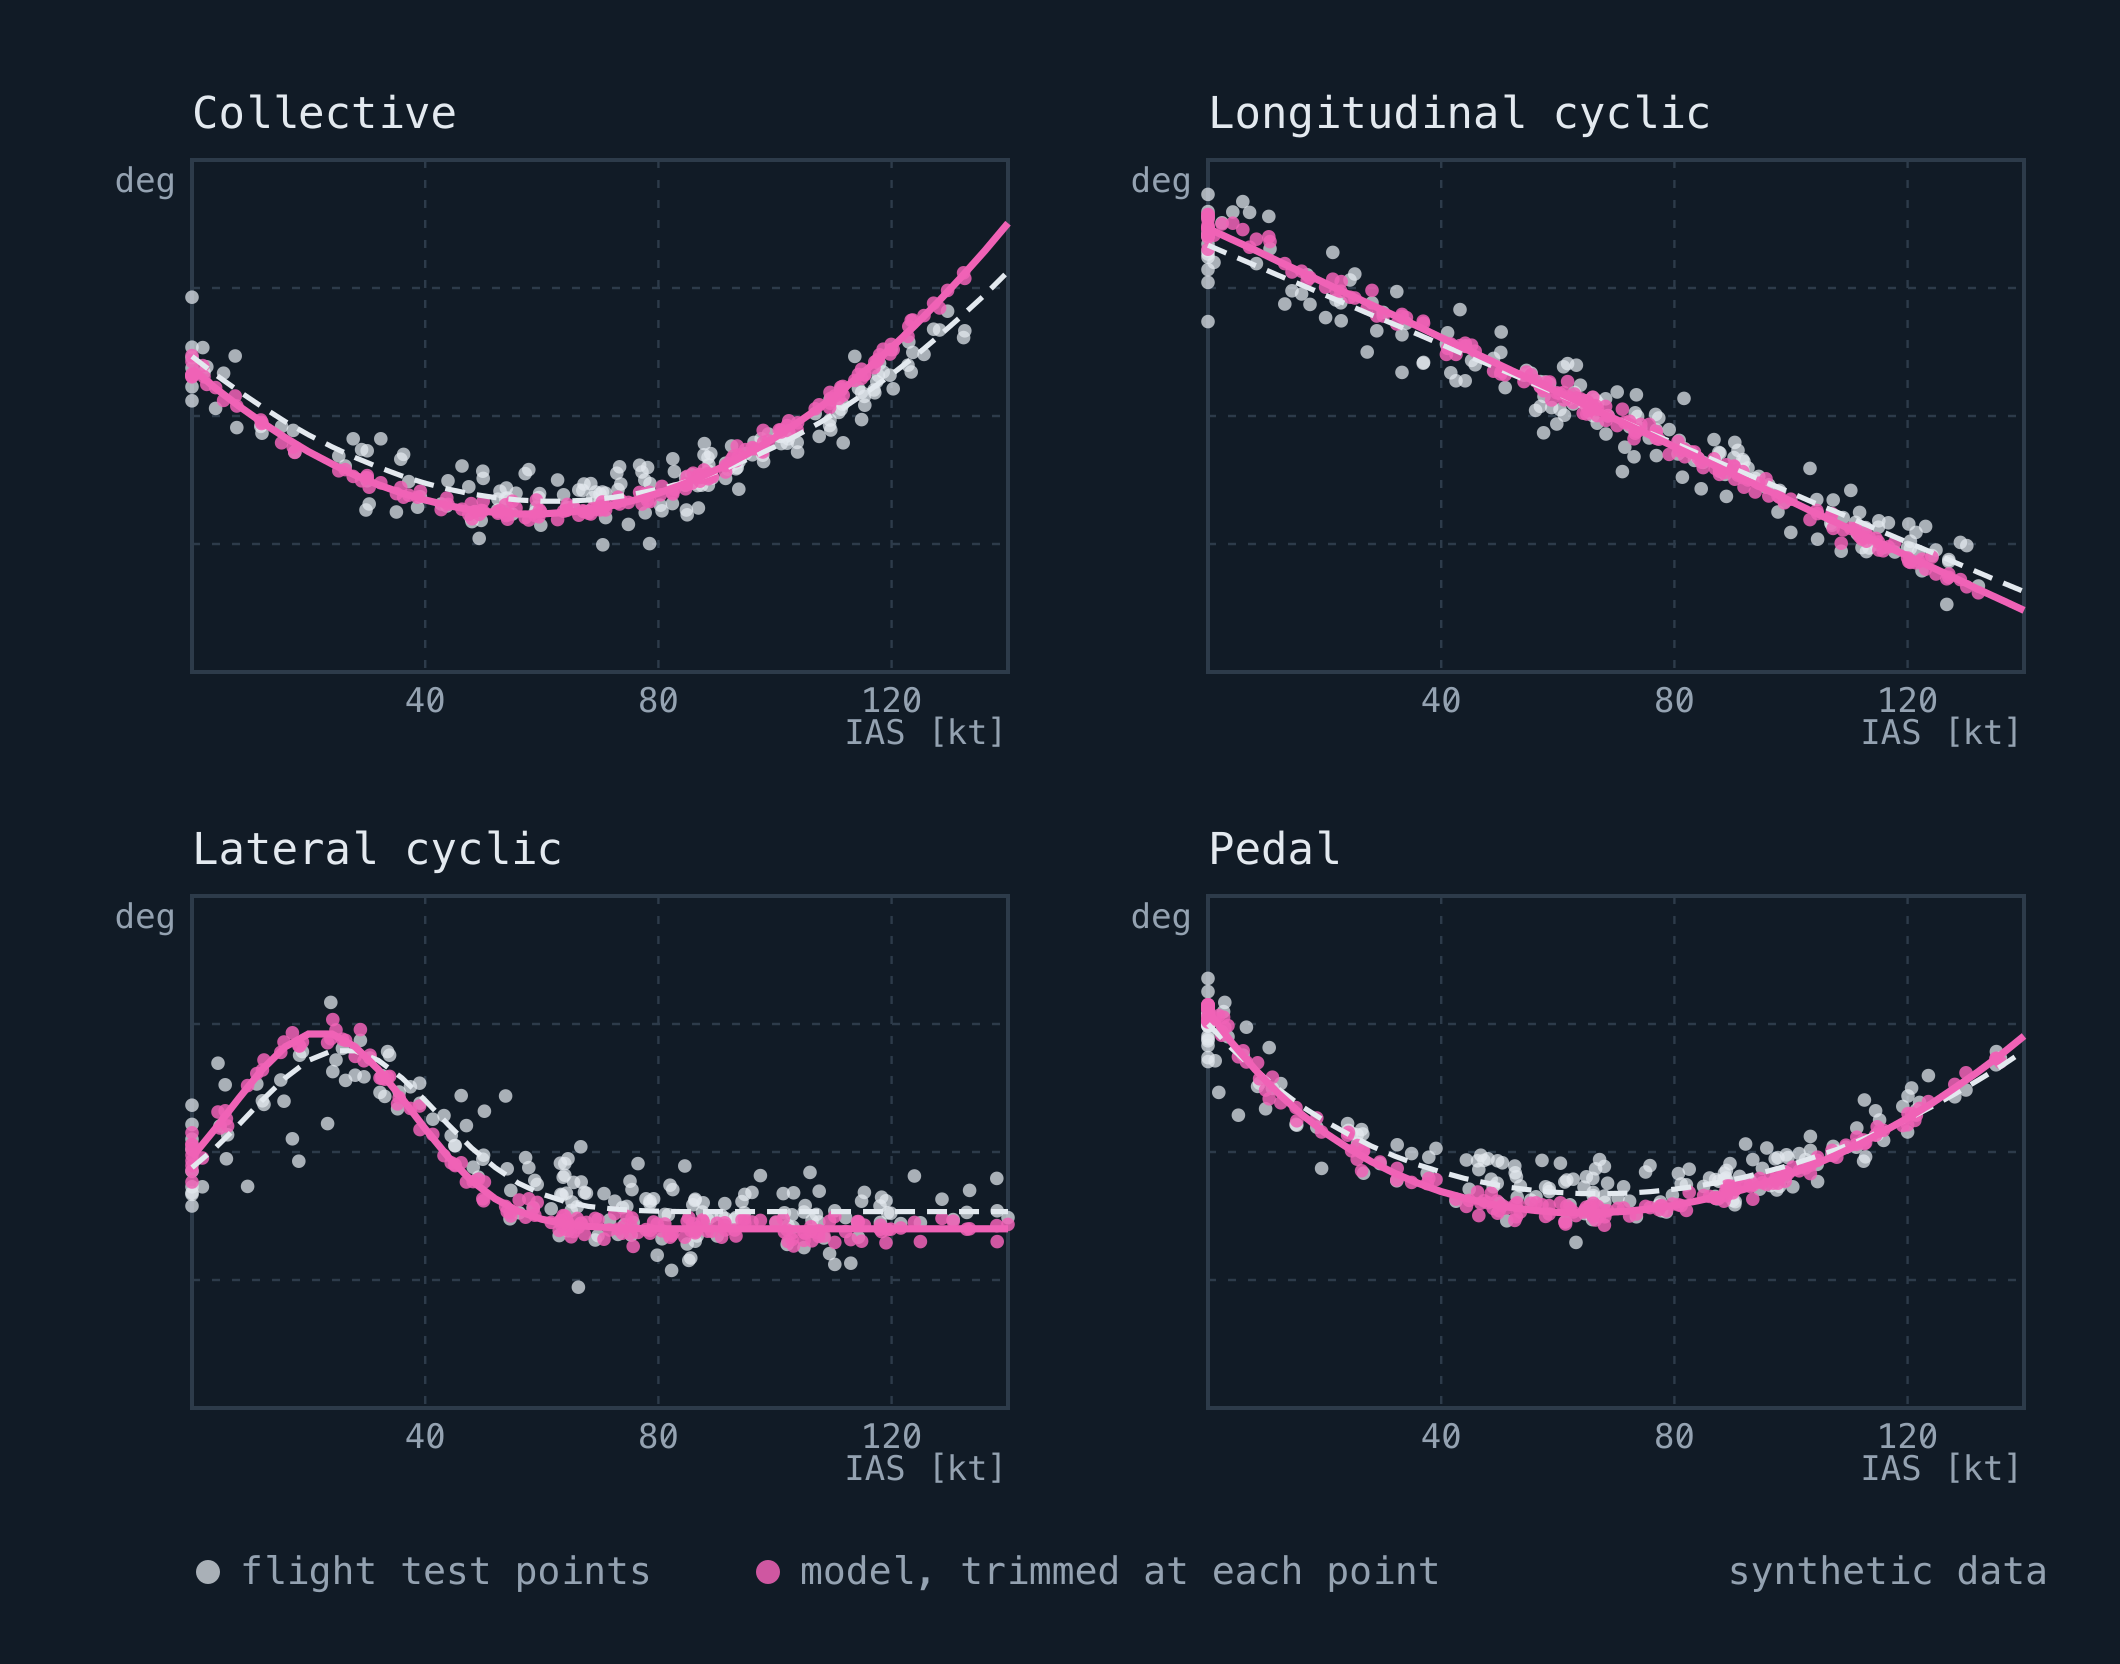 Collective
deg
40 80 120
IAS [kt]
Longitudinal cyclic
deg
40 80 120
IAS [kt]
Lateral cyclic
deg
40 80 120
IAS [kt]
Pedal
deg
40 80 120
IAS [kt]
flight test points
model, trimmed at each point
synthetic data